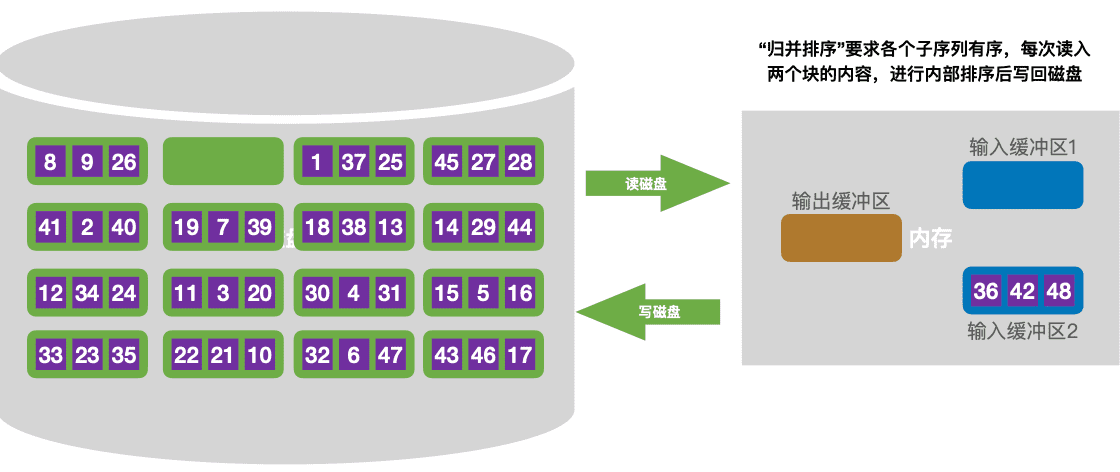 “归并排序”要求各个子序列有序，每次读入
两个块的内容，进行内部排序后写回磁盘
8 9 26 1 37 25 45 27 28
读磁盘
输入缓冲区1
41 2 40 19 7 39 盘 18 38 13 14 29 44
输出缓冲区
内存
12 34 24 11 3 20 30 4 31 15 5 16
写磁盘
36 42 48
输入缓冲区2
33 23 35 22 21 10 32 6 47 43 46 17